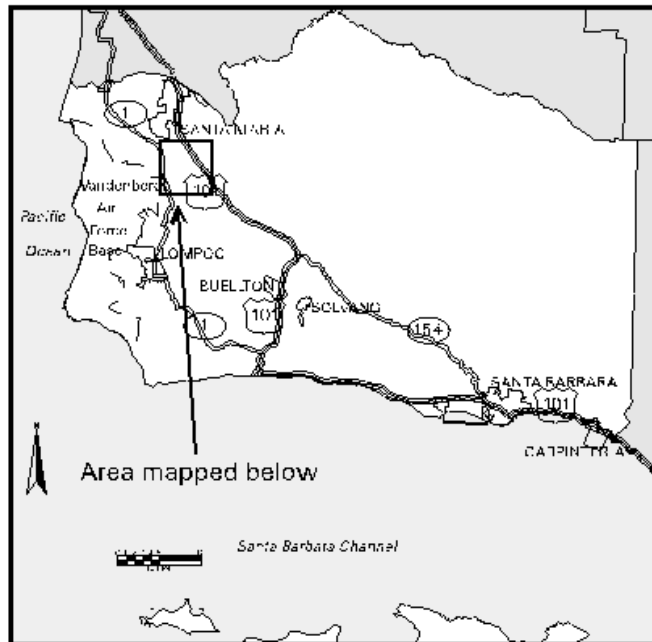 1
SANTA MARIA
101
Vandenberg
Air
Force
Base
Pacific
Ocean
LOMPOC
BUELLTON
101
SOLVANG
1
154
SANTA BARBARA
101
CARPINTERIA
Area mapped below
Santa Barbara Channel